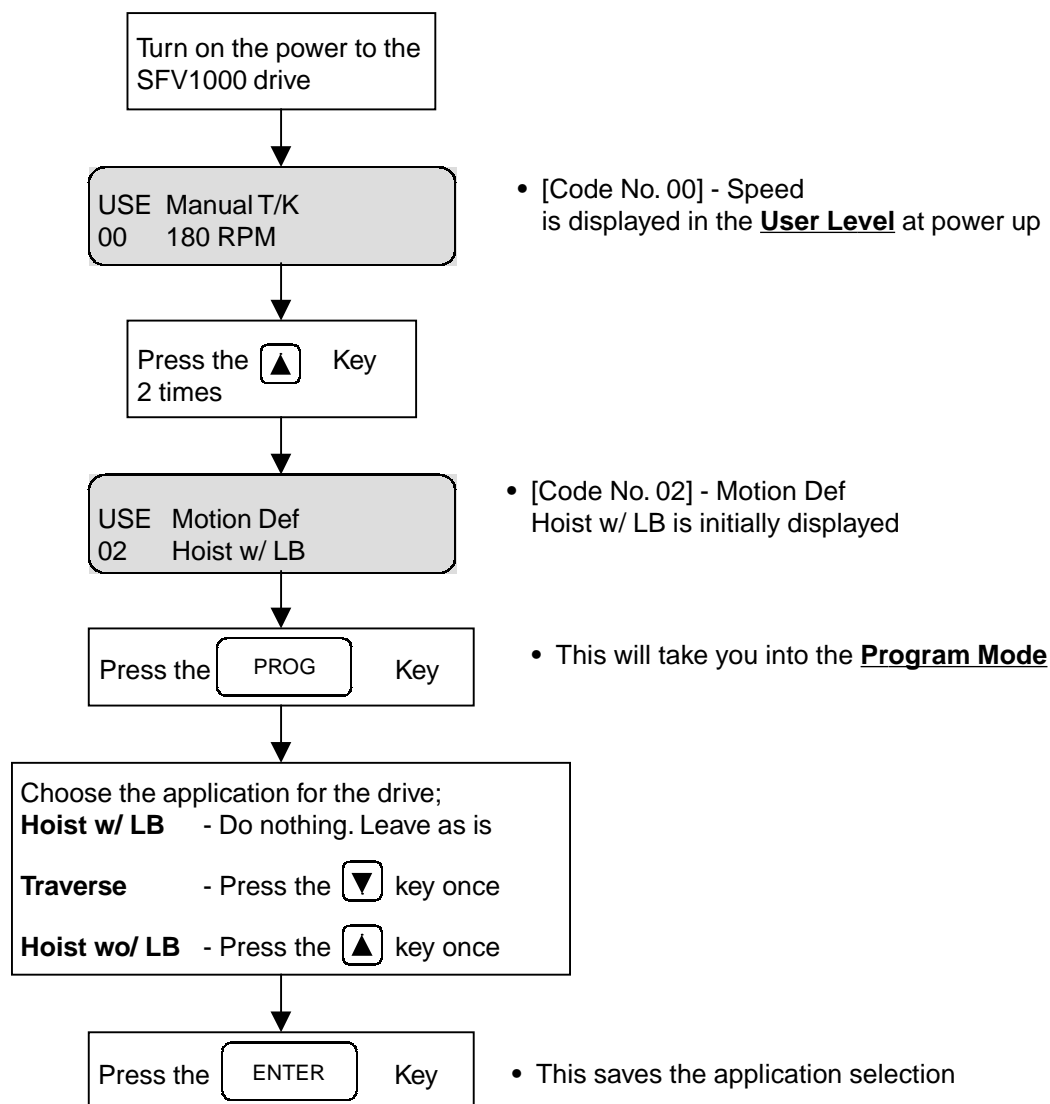 Turn on the power to the
SFV1000 drive
USE Manual T/K
00 180 RPM
• [Code No. 00] - Speed
is displayed in the User Level at power up
Press the ▲ Key
2 times
USE Motion Def
02 Hoist w/ LB
• [Code No. 02] - Motion Def
Hoist w/ LB is initially displayed
Press the PROG Key
• This will take you into the Program Mode
Choose the application for the drive;
Hoist w/ LB - Do nothing. Leave as is
Traverse - Press the ▼ key once
Hoist wo/ LB - Press the ▲ key once
Press the ENTER Key
• This saves the application selection